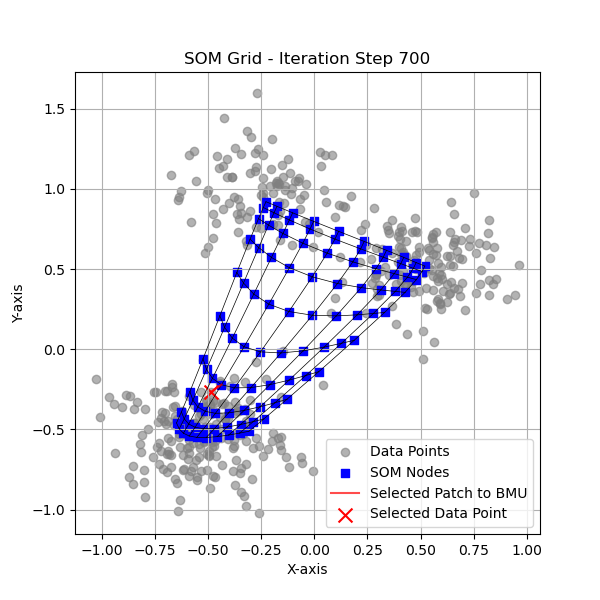 SOM Grid - Iteration Step 700
Y-axis
1.5
1.0
0.5
0.0
−0.5
−1.0
−1.00 −0.75 −0.50 −0.25 0.00 0.25 0.50 0.75 1.00
X-axis
Data Points
SOM Nodes
Selected Patch to BMU
Selected Data Point